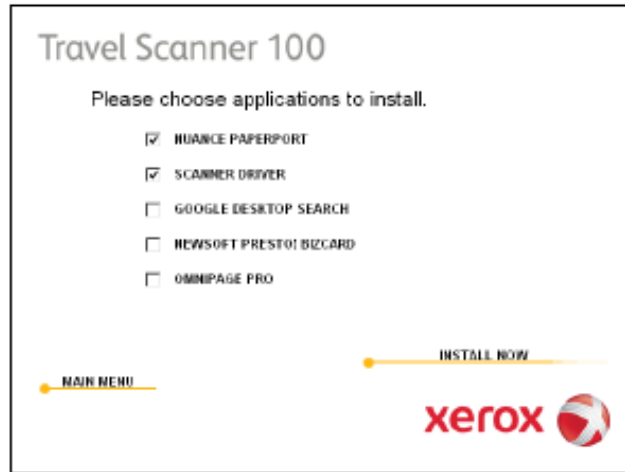 Travel Scanner 100
Please choose applications to install.
NUANCE PAPERPORT
SCANNER DRIVER
GOOGLE DESKTOP SEARCH
NEWSOFT PRESTO! BIZCARD
OMNIPAGE PRO
INSTALL NOW
MAIN MENU
xerox